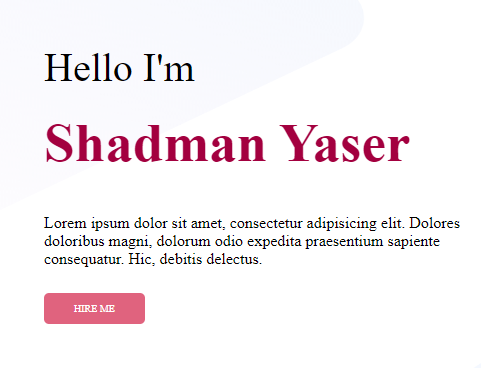 Hello I'm
Shadman Yaser
Lorem ipsum dolor sit amet, consectetur adipisicing elit. Dolores
doloribus magni, dolorum odio expedita praesentium sapiente
consequatur. Hic, debitis delectus.
HIRE ME